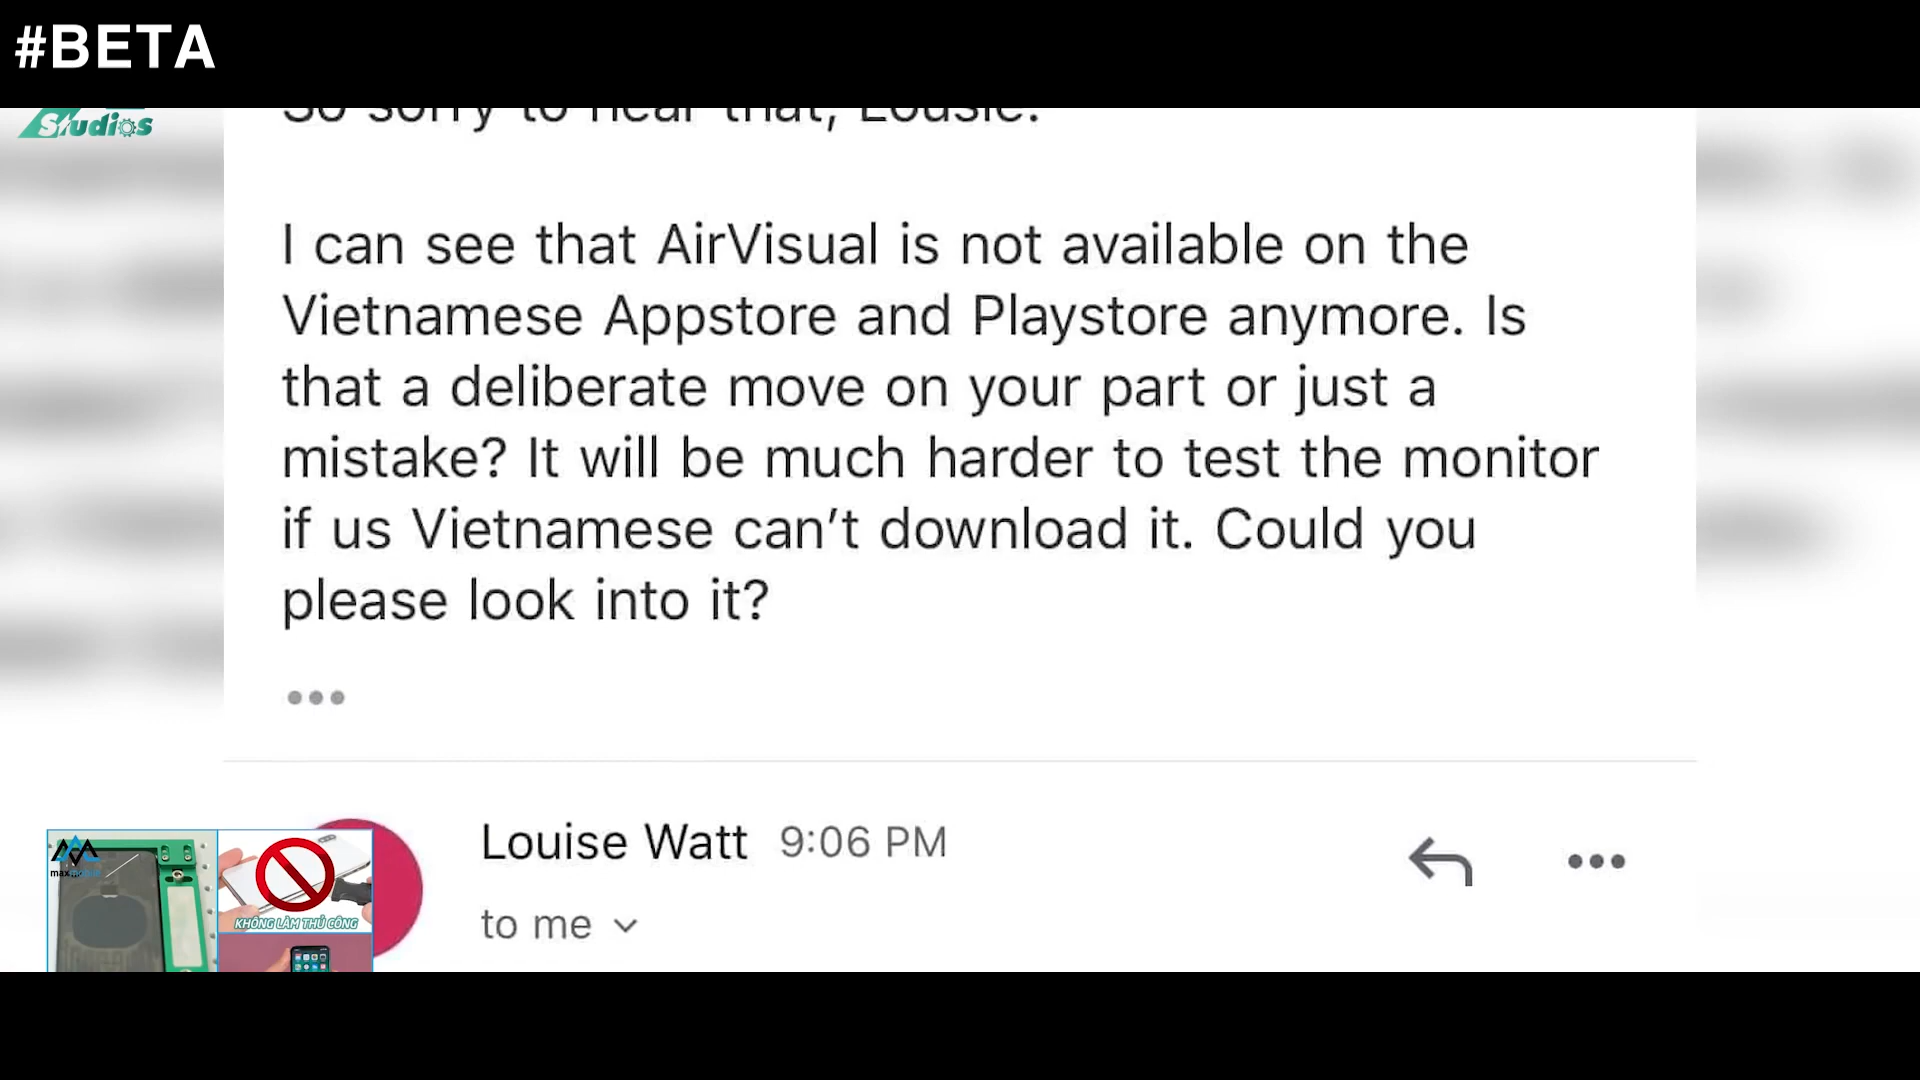 #BETA
Studios
So sorry to hear that, Lousie.
I can see that AirVisual is not available on the
Vietnamese Appstore and Playstore anymore. Is
that a deliberate move on your part or just a
mistake? It will be much harder to test the monitor
if us Vietnamese can’t download it. Could you
please look into it?
Louise Watt 9:06 PM
to me
KHÔNG LÀM THỦ CÔNG